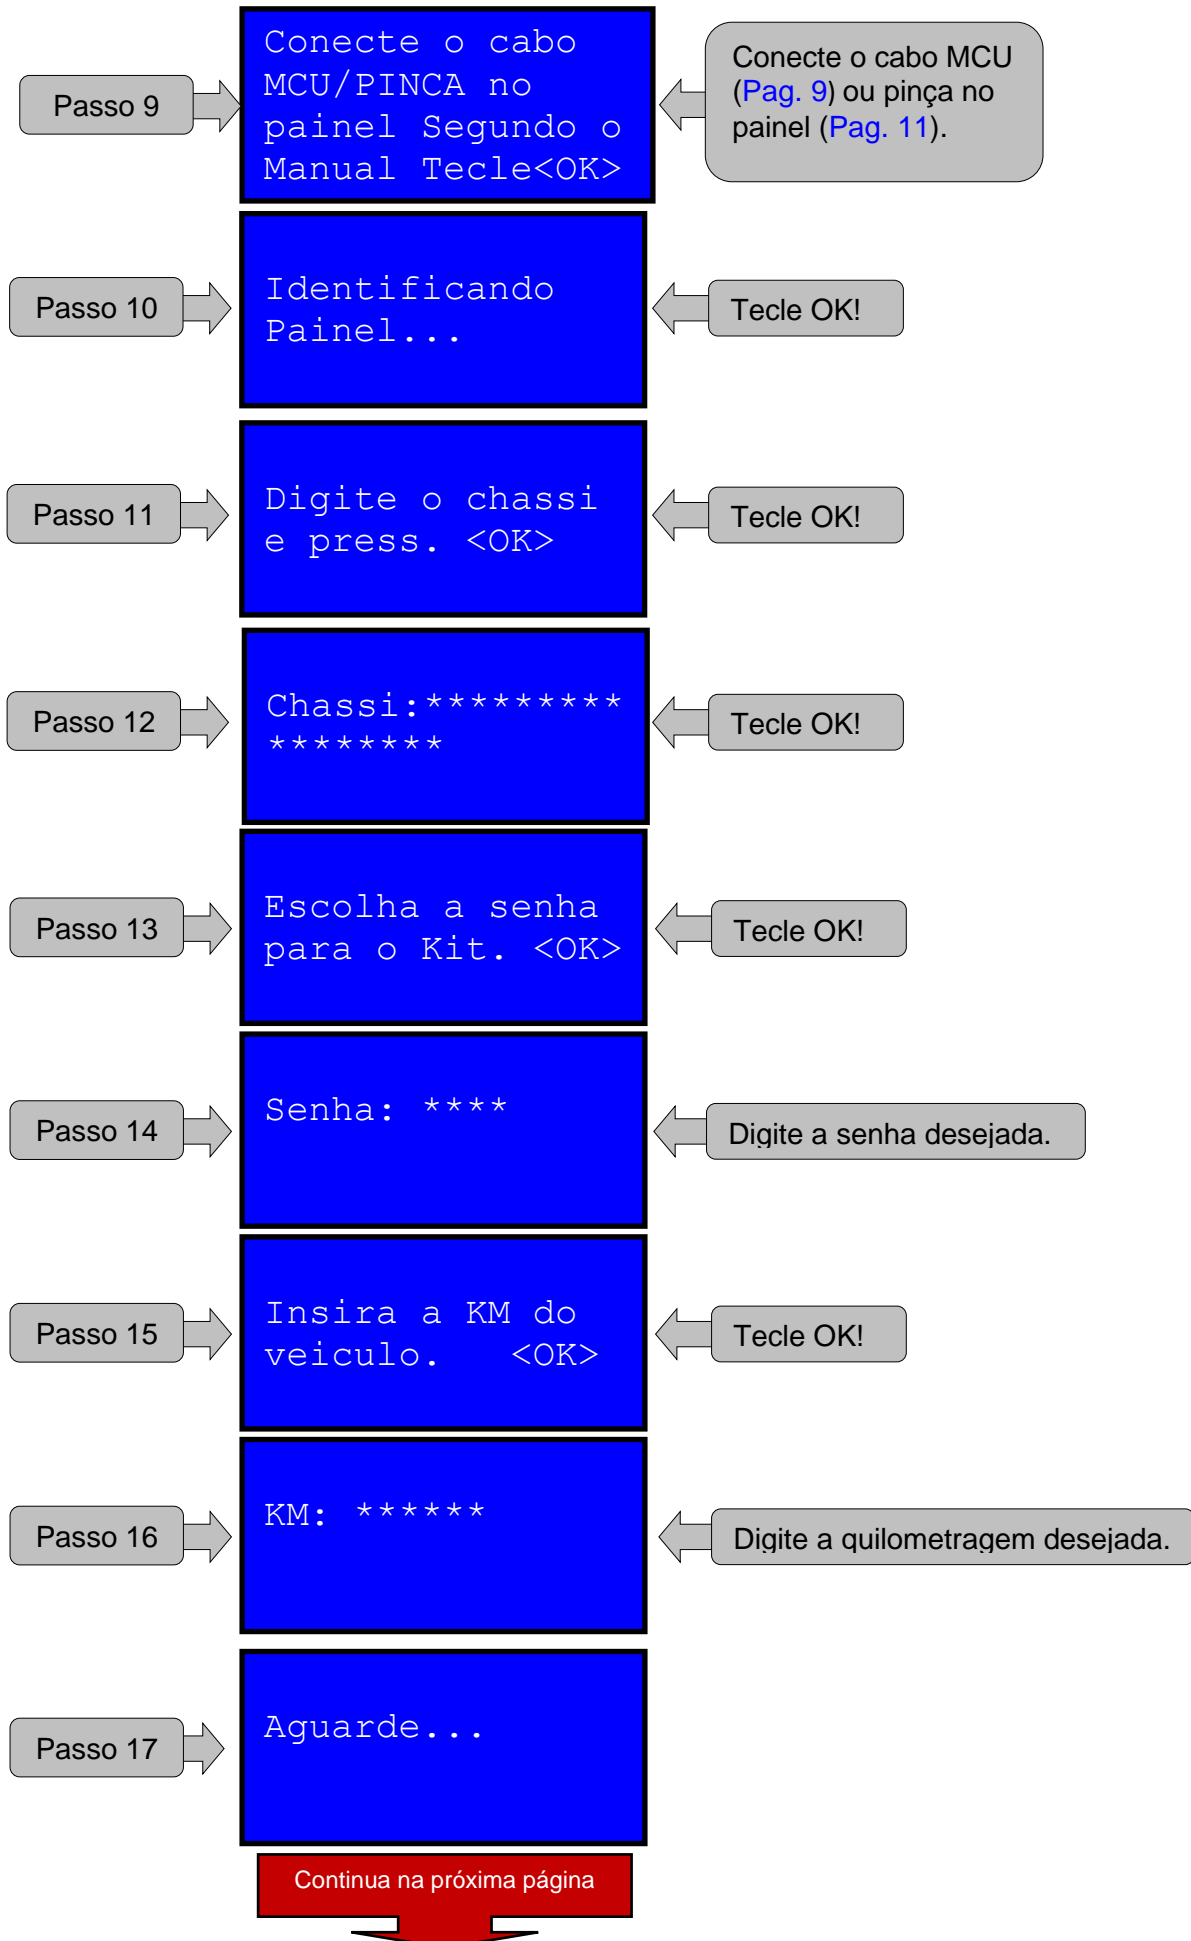 Passo 9
Conecte o cabo
MCU/PINCA no
painel Segundo o
Manual Tecle<OK>
Conecte o cabo MCU
(Pag. 9) ou pinça no
painel (Pag. 11).
Passo 10
Identificando
Painel...
Tecle OK!
Passo 11
Digite o chassi
e press. <OK>
Tecle OK!
Passo 12
Chassi:*********
********
Tecle OK!
Passo 13
Escolha a senha
para o Kit. <OK>
Tecle OK!
Passo 14
Senha: ****
Digite a senha desejada.
Passo 15
Insira a KM do
veiculo.   <OK>
Tecle OK!
Passo 16
KM: ******
Digite a quilometragem desejada.
Passo 17
Aguarde...
Continua na próxima página